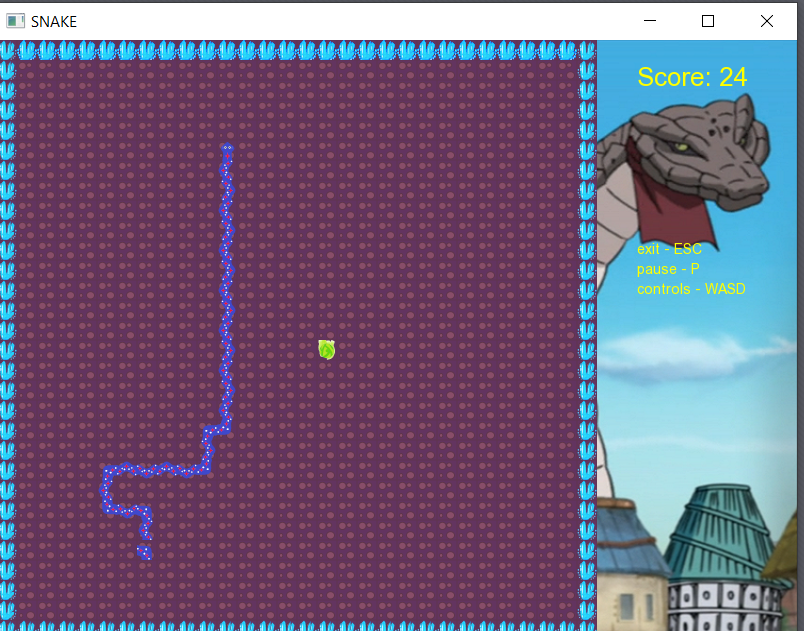 SNAKE
Score: 24
exit - ESC
pause - P
controls - WASD